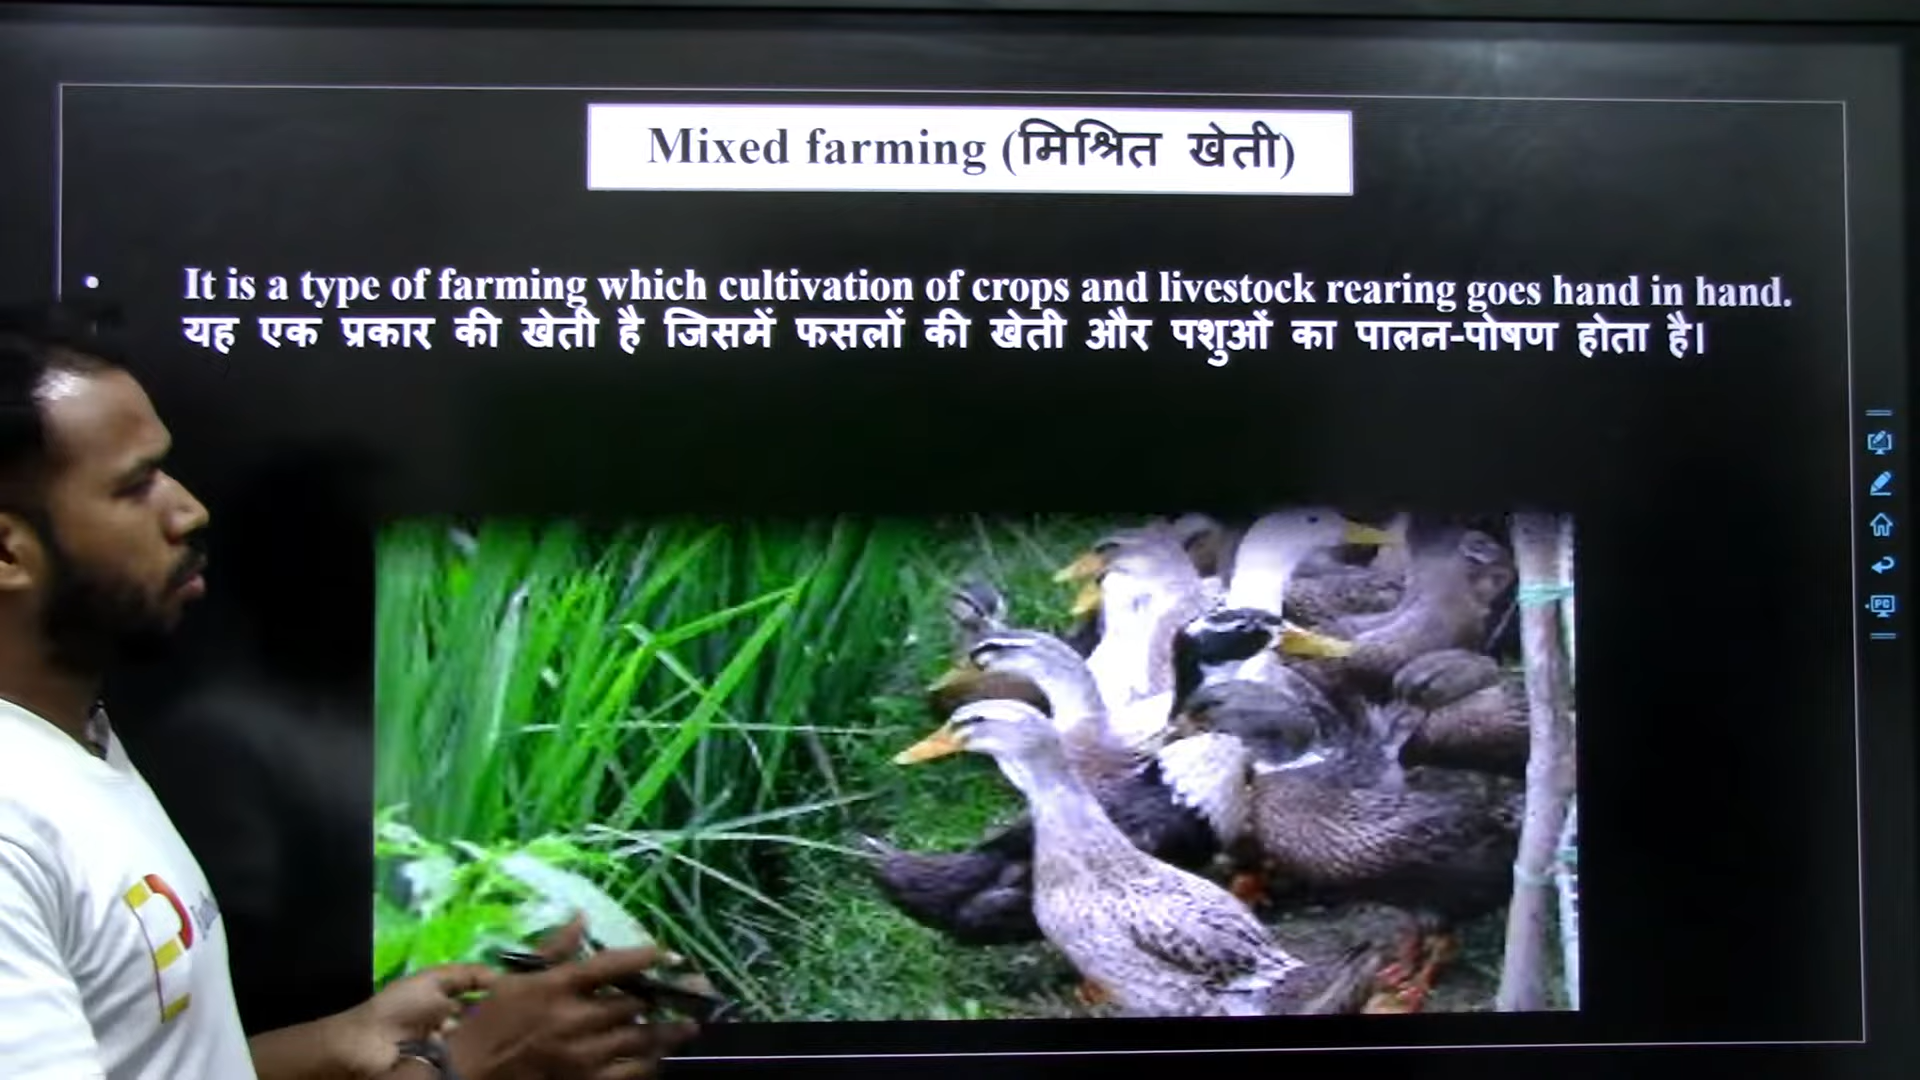 Mixed farming (मिश्रित खेती)
• It is a type of farming which cultivation of crops and livestock rearing goes hand in hand.
यह एक प्रकार की खेती है जिसमें फसलों की खेती और पशुओं का पालन-पोषण होता है।
PC